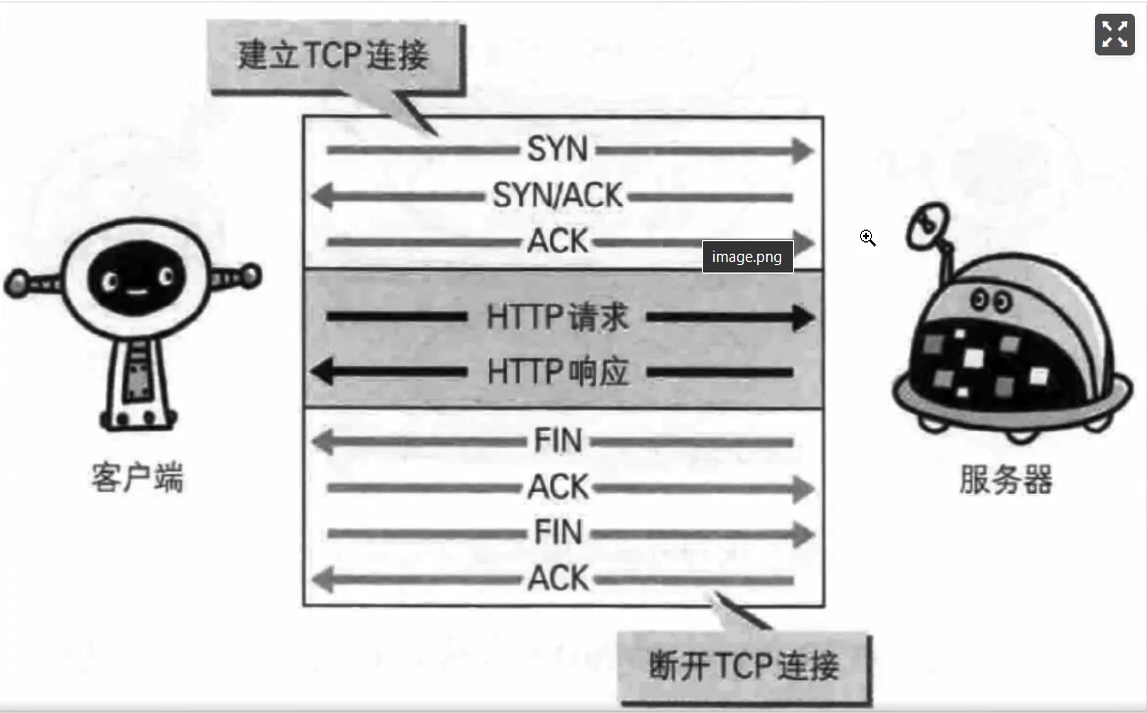 建立TCP连接
SYN
SYN/ACK
ACK
image.png
HTTP请求
HTTP响应
FIN
ACK
FIN
ACK
客户端
服务器
断开TCP连接